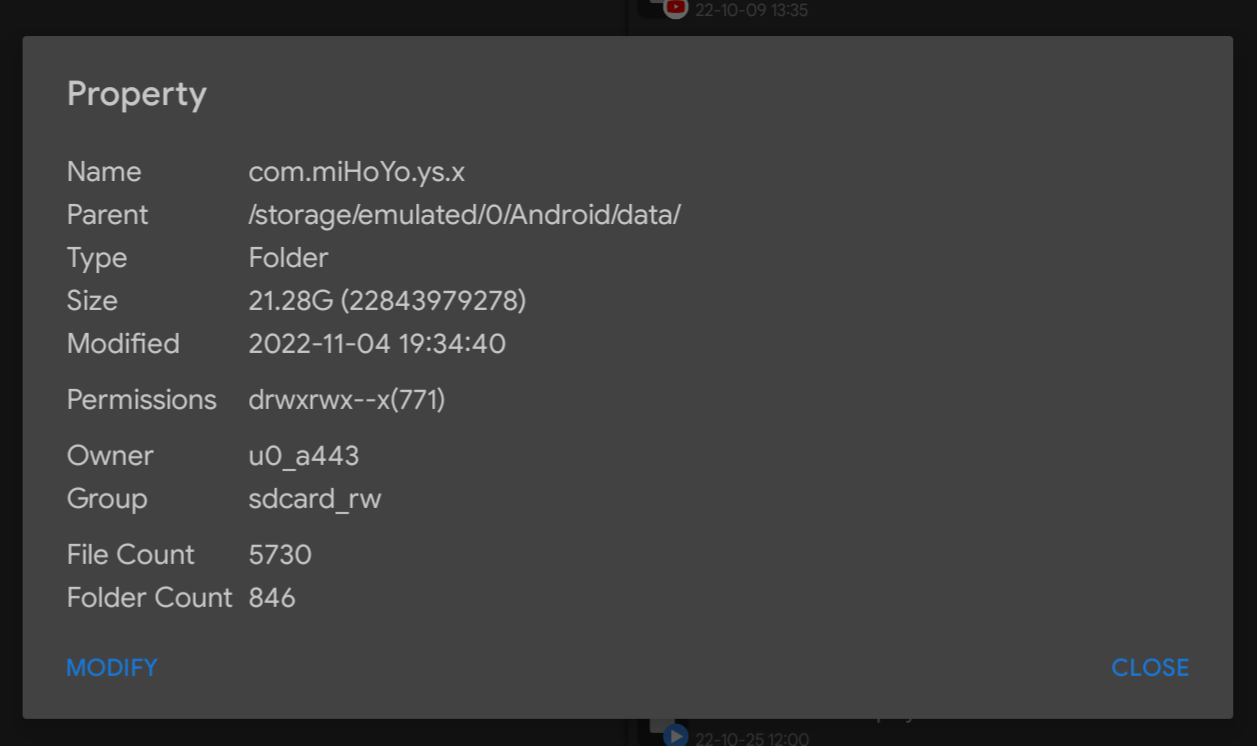 22-10-09 13:35
Property
Name com.miHoYo.ys.x
Parent /storage/emulated/0/Android/data/
Type Folder
Size 21.28G (22843979278)
Modified 2022-11-04 19:34:40
Permissions drwxrwx--x(771)
Owner u0_a443
Group sdcard_rw
File Count 5730
Folder Count 846
MODIFY CLOSE
22-10-25 12:00